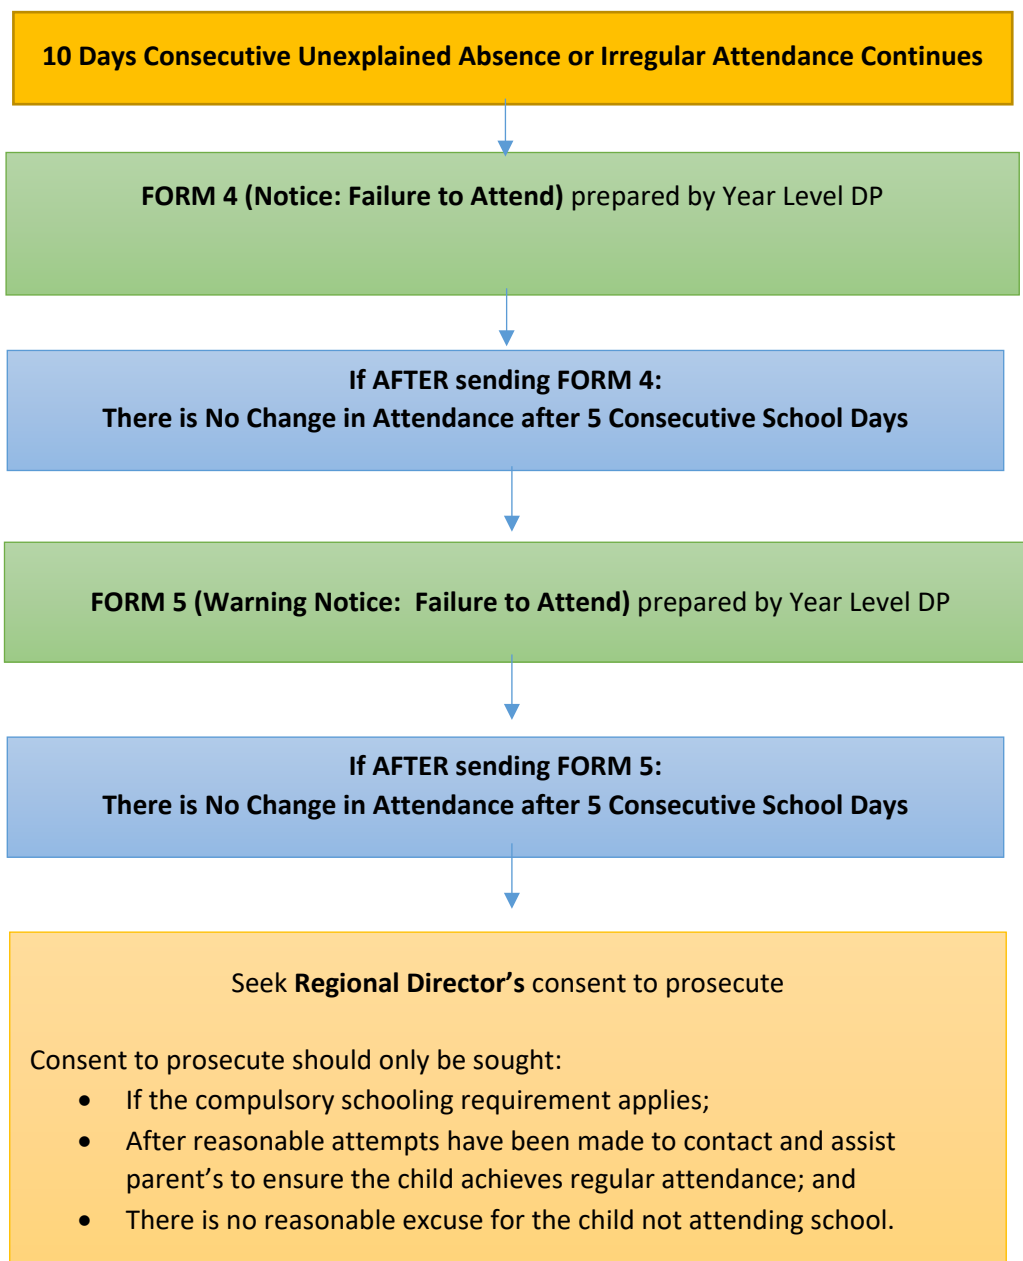 10 Days Consecutive Unexplained Absence or Irregular Attendance Continues
FORM 4 (Notice: Failure to Attend) prepared by Year Level DP
If AFTER sending FORM 4:
There is No Change in Attendance after 5 Consecutive School Days
FORM 5 (Warning Notice:  Failure to Attend) prepared by Year Level DP
If AFTER sending FORM 5:
There is No Change in Attendance after 5 Consecutive School Days
Seek Regional Director’s consent to prosecute
Consent to prosecute should only be sought:
• If the compulsory schooling requirement applies;
• After reasonable attempts have been made to contact and assist
parent’s to ensure the child achieves regular attendance; and
• There is no reasonable excuse for the child not attending school.